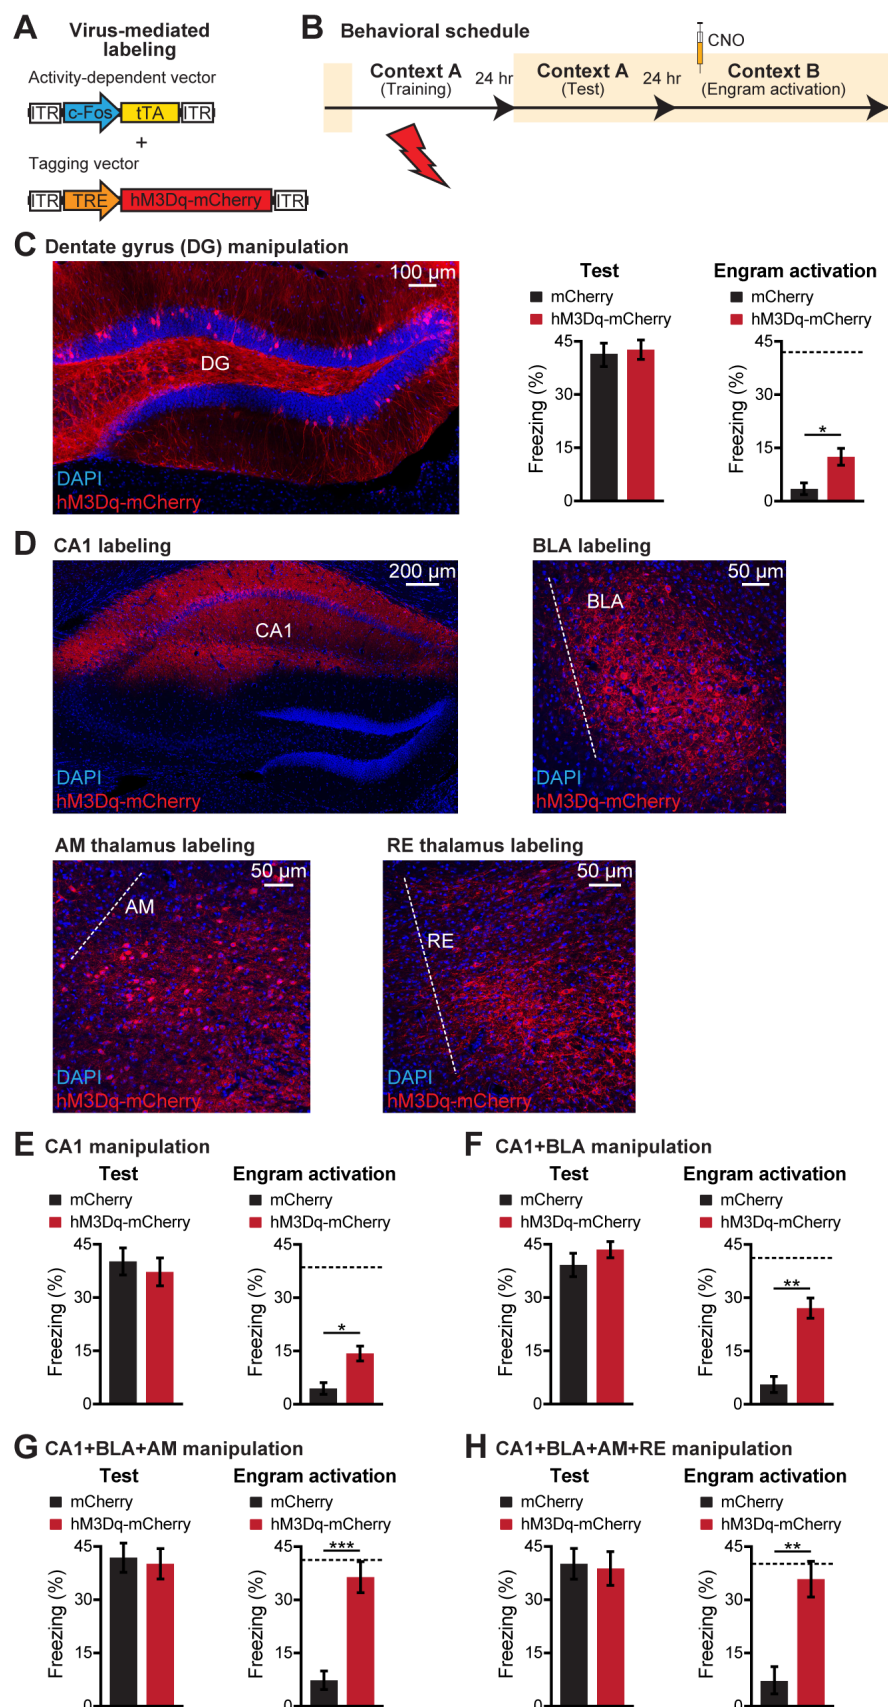 A
Virus-mediated
labeling
Activity-dependent vector
ITR c-Fos tTA ITR
+
Tagging vector
ITR TRE hM3Dq-mCherry ITR
B Behavioral schedule
CNO
Context A
(Training)
24 hr
Context A
(Test)
24 hr
Context B
(Engram activation)
C Dentate gyrus (DG) manipulation
100 µm
DG
DAPI
hM3Dq-mCherry
Test
mCherry
hM3Dq-mCherry
Freezing (%)
45
30
15
0
Engram activation
mCherry
hM3Dq-mCherry
Freezing (%)
45
30
15
0
*
D CA1 labeling
200 µm
CA1
DAPI
hM3Dq-mCherry
BLA labeling
50 µm
BLA
DAPI
hM3Dq-mCherry
AM thalamus labeling
50 µm
AM
DAPI
hM3Dq-mCherry
RE thalamus labeling
50 µm
RE
DAPI
hM3Dq-mCherry
E CA1 manipulation
Test
mCherry
hM3Dq-mCherry
Freezing (%)
45
30
15
0
Engram activation
mCherry
hM3Dq-mCherry
Freezing (%)
45
30
15
0
*
F CA1+BLA manipulation
Test
mCherry
hM3Dq-mCherry
Freezing (%)
45
30
15
0
Engram activation
mCherry
hM3Dq-mCherry
Freezing (%)
45
30
15
0
**
G CA1+BLA+AM manipulation
Test
mCherry
hM3Dq-mCherry
Freezing (%)
45
30
15
0
Engram activation
mCherry
hM3Dq-mCherry
Freezing (%)
45
30
15
0
***
H CA1+BLA+AM+RE manipulation
Test
mCherry
hM3Dq-mCherry
Freezing (%)
45
30
15
0
Engram activation
mCherry
hM3Dq-mCherry
Freezing (%)
45
30
15
0
**